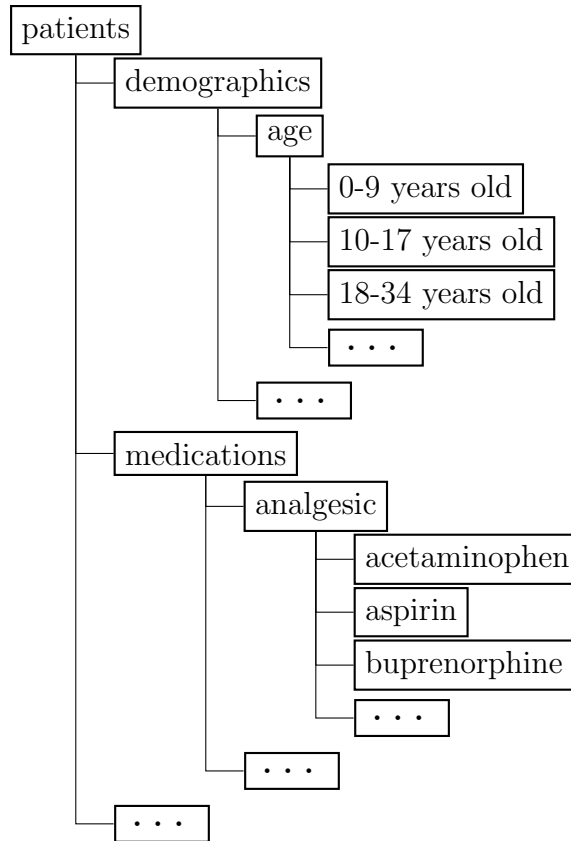 patients
demographics
age
0-9 years old
10-17 years old
18-34 years old
···
···
medications
analgesic
acetaminophen
aspirin
buprenorphine
···
···
···